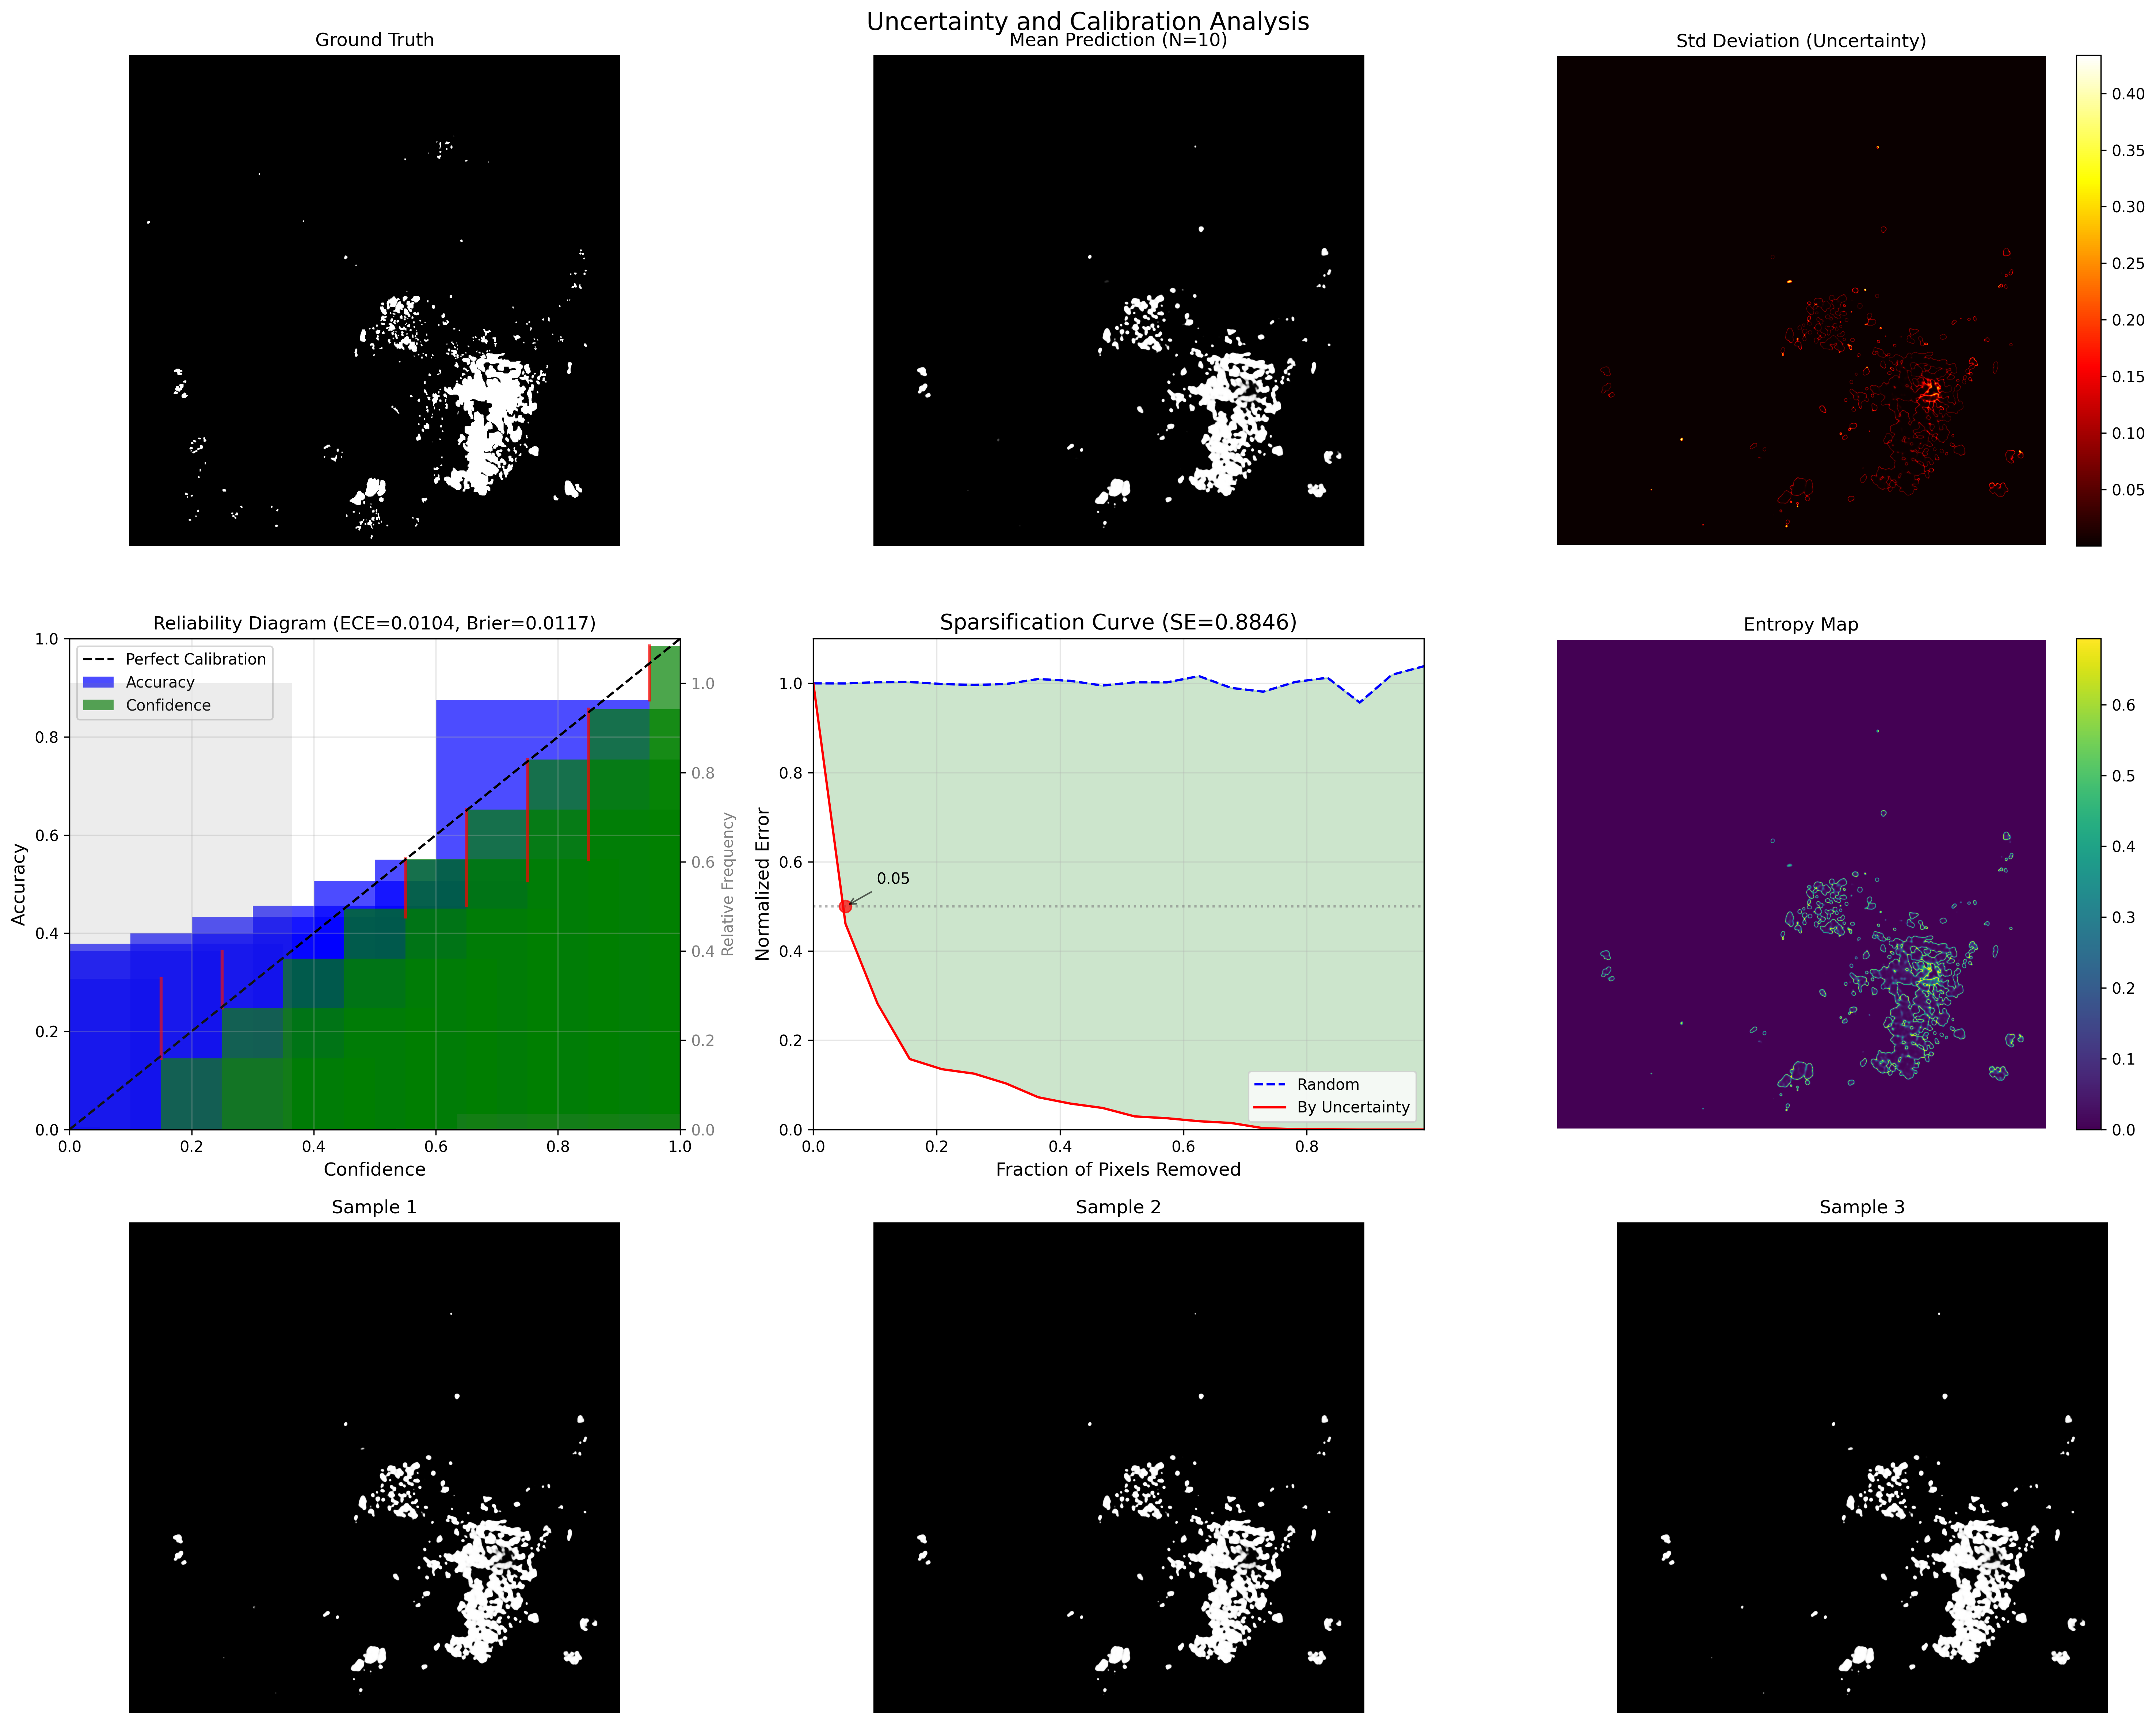 Uncertainty and Calibration Analysis
Ground Truth
Mean Prediction (N=10)
Std Deviation (Uncertainty)
0.40
0.35
0.30
0.25
0.20
0.15
0.10
0.05
Reliability Diagram (ECE=0.0104, Brier=0.0117)
Perfect Calibration
Accuracy
Confidence
1.0
0.8
0.6
0.4
0.2
0.0
Accuracy
0.0
0.2
0.4
0.6
0.8
1.0
Confidence
1.0
0.8
0.6
0.4
0.2
0.0
Relative Frequency
Sparsification Curve (SE=0.8846)
1.0
0.8
0.6
0.4
0.2
0.0
Normalized Error
0.05
Random
By Uncertainty
0.0
0.2
0.4
0.6
0.8
Fraction of Pixels Removed
Entropy Map
0.6
0.5
0.4
0.3
0.2
0.1
0.0
Sample 1
Sample 2
Sample 3